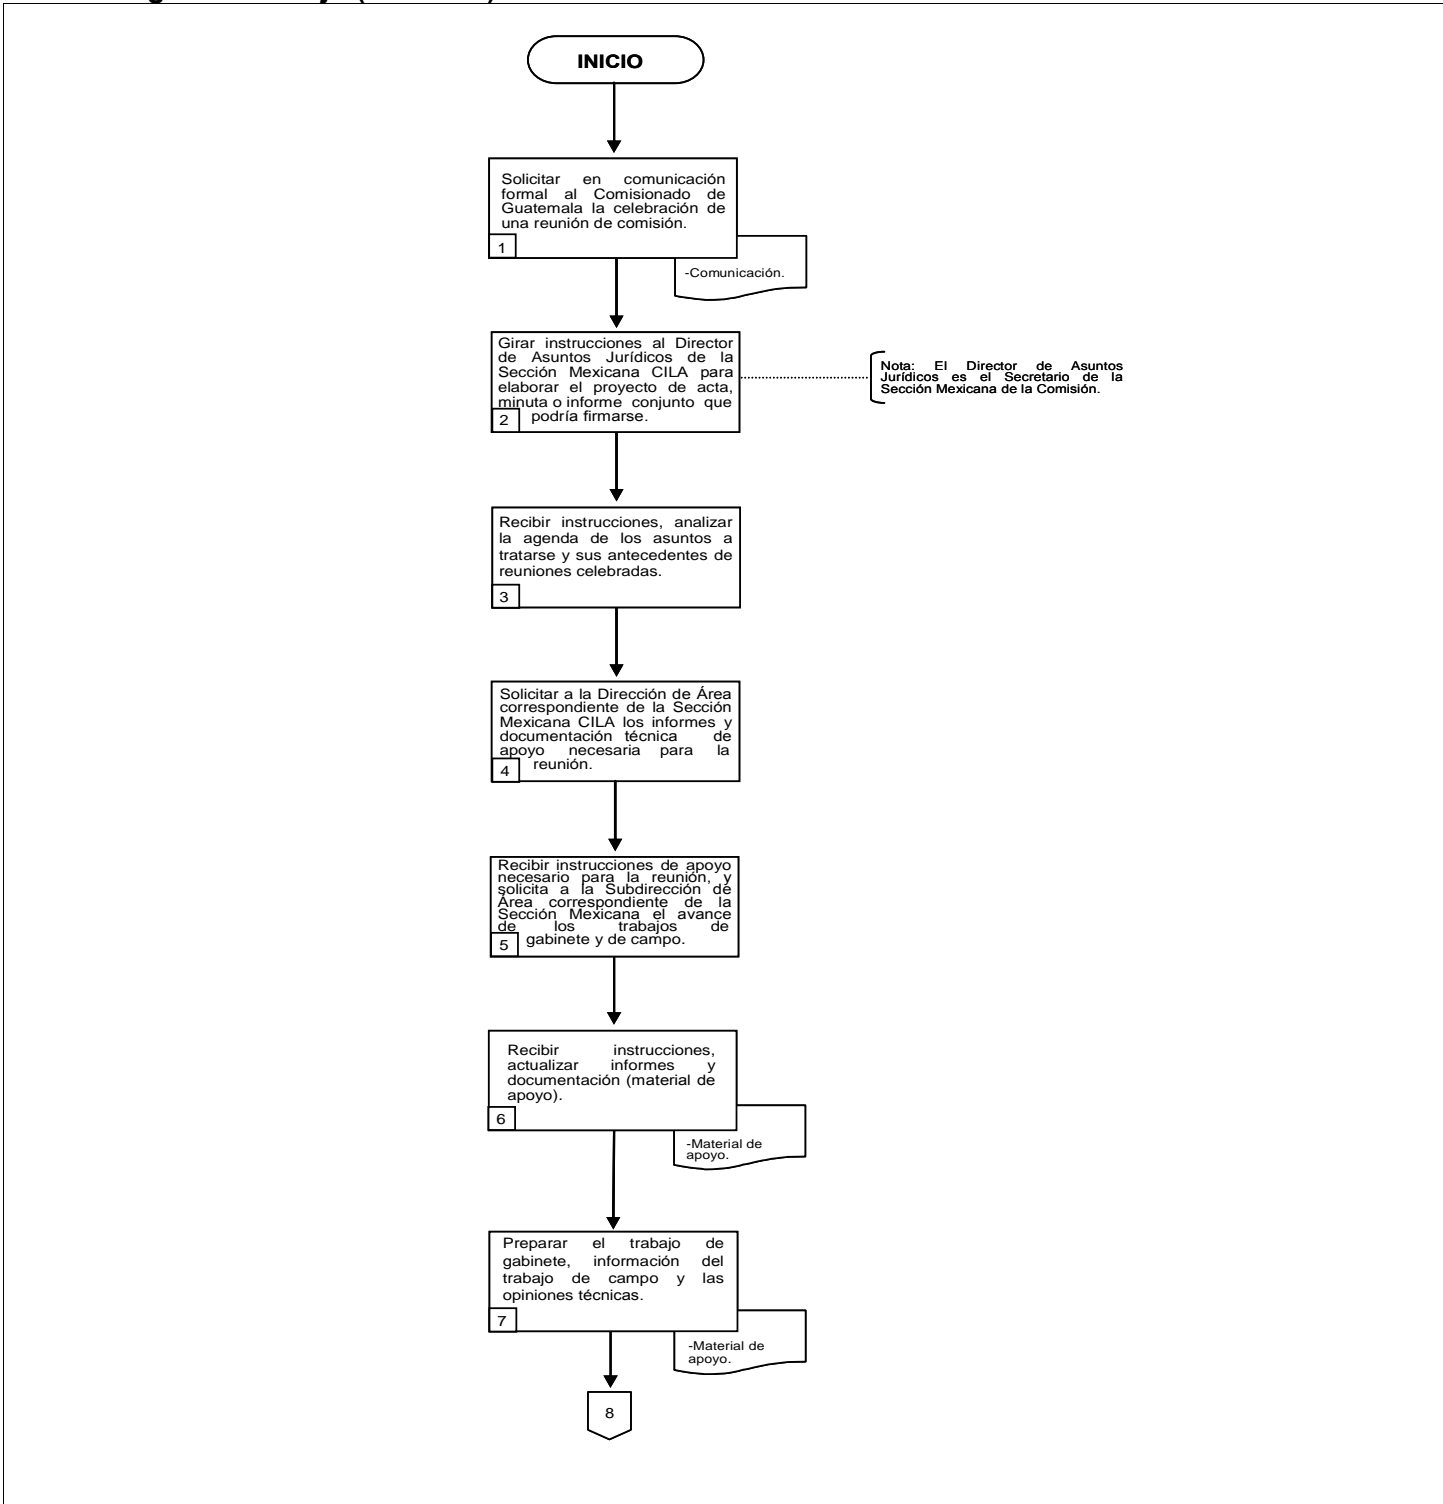 INICIO
Solicitar en comunicación
formal al Comisionado de
Guatemala la celebración de
una reunión de comisión.
1
-Comunicación.
Girar instrucciones al Director
de Asuntos Jurídicos de la
Sección Mexicana CILA para
elaborar el proyecto de acta,
minuta o informe conjunto que
podría firmarse.
2
Nota: El Director de Asuntos
Jurídicos es el Secretario de la
Sección Mexicana de la Comisión.
Recibir instrucciones, analizar
la agenda de los asuntos a
tratarse y sus antecedentes de
reuniones celebradas.
3
Solicitar a la Dirección de Área
correspondiente de la Sección
Mexicana CILA los informes y
documentación técnica de
apoyo necesaria para la
reunión.
4
Recibir instrucciones de apoyo
necesario para la reunión, y
solicita a la Subdirección de
Área correspondiente de la
Sección Mexicana el avance
de los trabajos de
gabinete y de campo.
5
Recibir instrucciones,
actualizar informes y
documentación (material de
apoyo).
6
-Material de
apoyo.
Preparar el trabajo de
gabinete, información del
trabajo de campo y las
opiniones técnicas.
7
-Material de
apoyo.
8